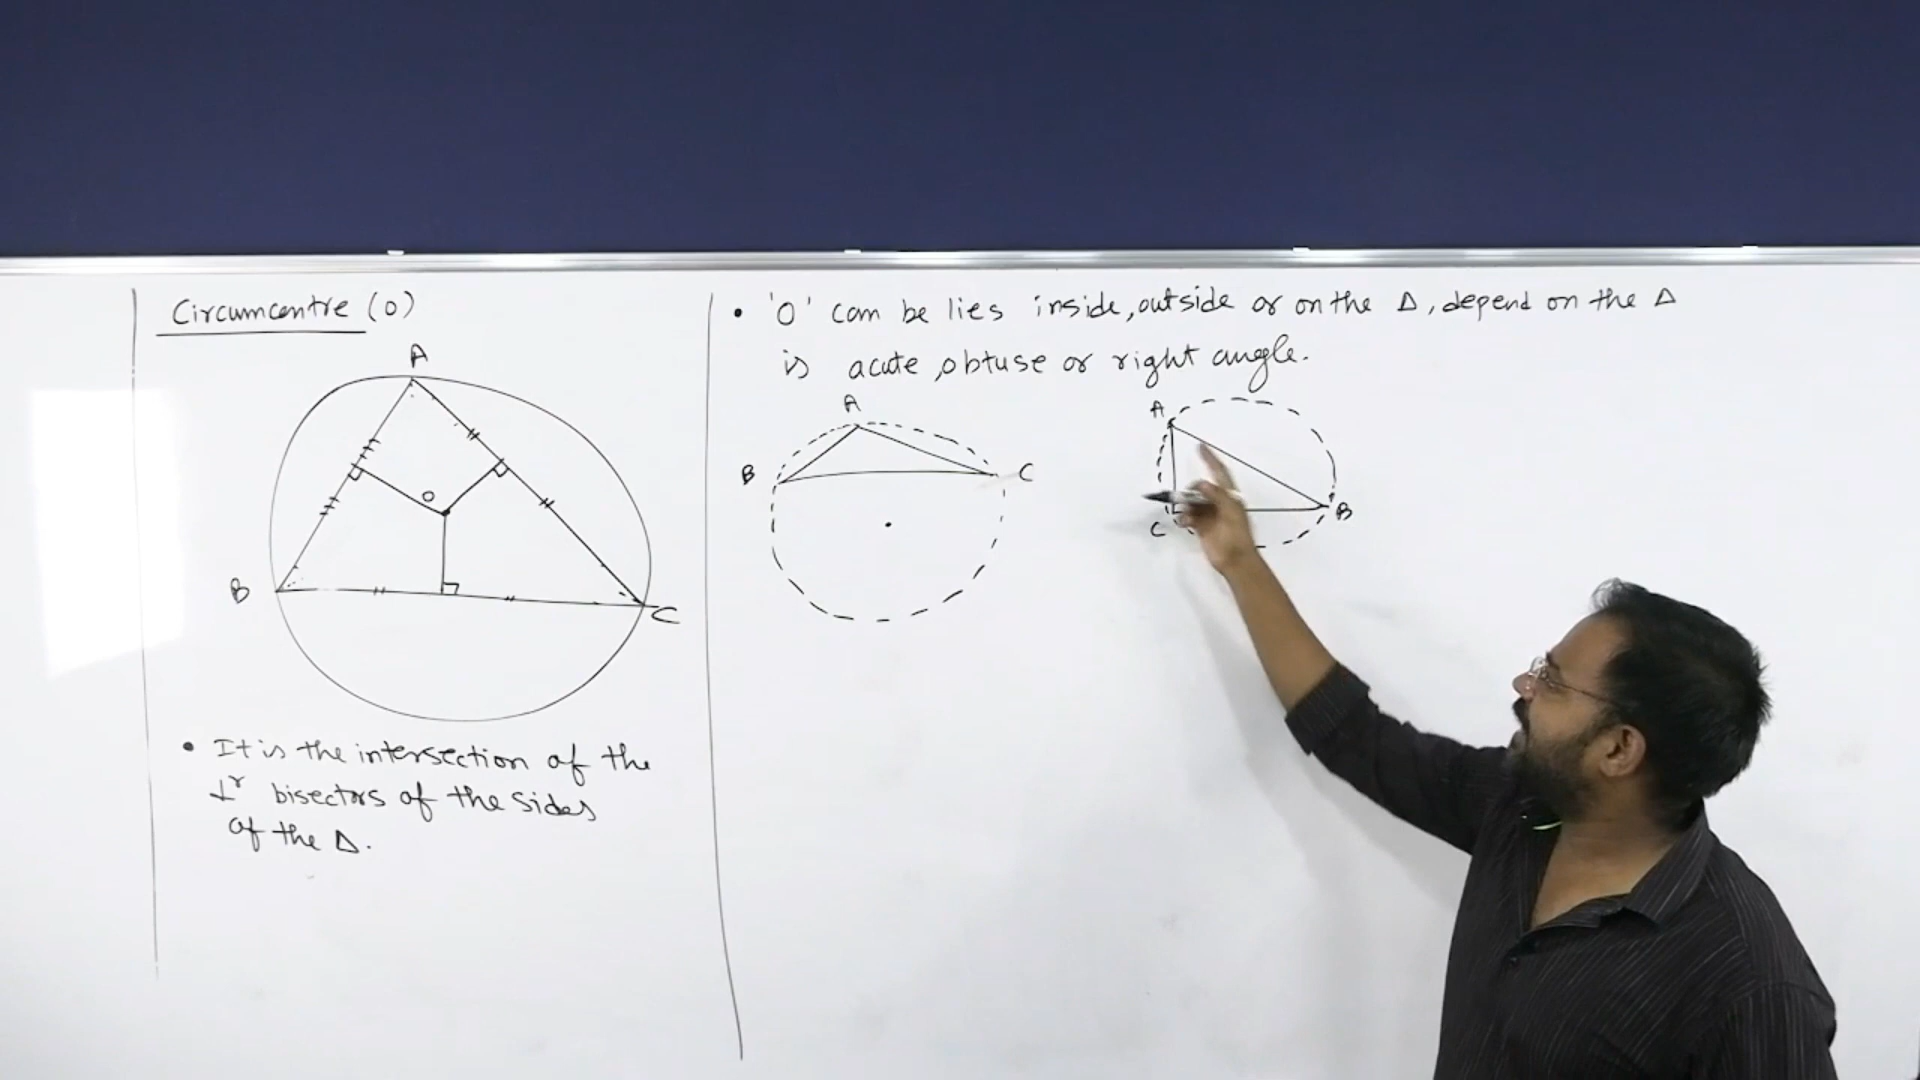 Circumcentre (O)
A
O
B
C
• It is the intersection of the
⊥r bisectors of the sides
of the Δ.
• 'O' can be lies inside, outside or on the Δ, depend on the Δ
is acute, obtuse or right angle.
A
B
C
A
C
B